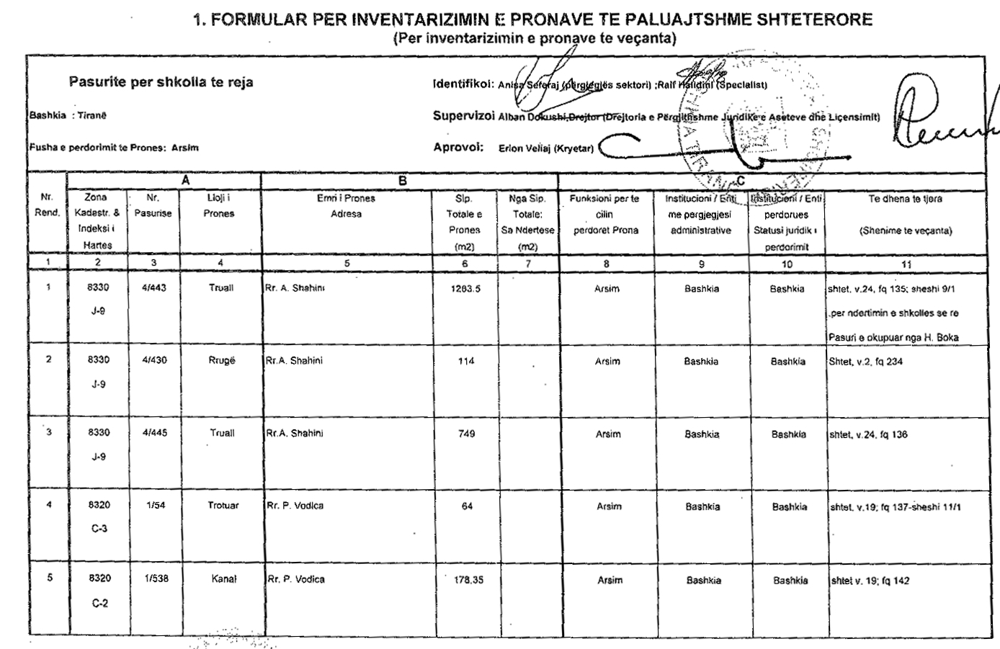 1. FORMULAR PER INVENTARIZIMIN E PRONAVE TE PALUAJTSHME SHTETERORE
(Per inventarizimin e pronave te veçanta)
Pasurite per shkolla te reja
Identifikoi: Anisa Seferaj (përgjegjës sektori) ;Raif Halidini (Specialist)
Bashkia : Tiranë
Supervizoi Alban Dokushi,Drejtor (Drejtoria e Përgjithshme Juridike e Aseteve dhe Liçensimit)
Fusha e perdorimit te Prones: Arsim
Aprovoi: Erion Veliaj (Kryetar)
A B C
Nr. Rend. Zona Kadastr. & Indeksi i Hartes Nr. Pasurise Lloji i Prones Emri i Prones Adresa Sip. Totale e Prones (m2) Nga Sip. Totale: Sa Ndertese (m2) Funksioni per te cilin perdoret Prona Institucioni / Enti me pergjegjesi administrative Institucioni / Enti perdorues Statusi juridik i perdorimit Te dhena te tjera (Shenime te veçanta)
1 2 3 4 5 6 7 8 9 10 11
1 8330 4/443 Truall Rr. A. Shahini 1263.5 Arsim Bashkia Bashkia shtet, v.24, fq 135; sheshi 9/1
J-9 .per ndertimin e shkolles se re
Pasuri e okupuar nga H. Boka
2 8330 4/430 Rrugë Rr.A. Shahini 114 Arsim Bashkia Bashkia Shtet, v.2, fq 234
J-9
3 8330 4/445 Truall Rr.A. Shahini 749 Arsim Bashkia Bashkia shtet, v.24, fq 136
J-9
4 8320 1/54 Trotuar Rr. P. Vodica 64 Arsim Bashkia Bashkia shtet, v.19; fq 137-sheshi 11/1
C-3
5 8320 1/538 Kanal Rr. P. Vodica 178.35 Arsim Bashkia Bashkia shtet v. 19; fq 142
C-2